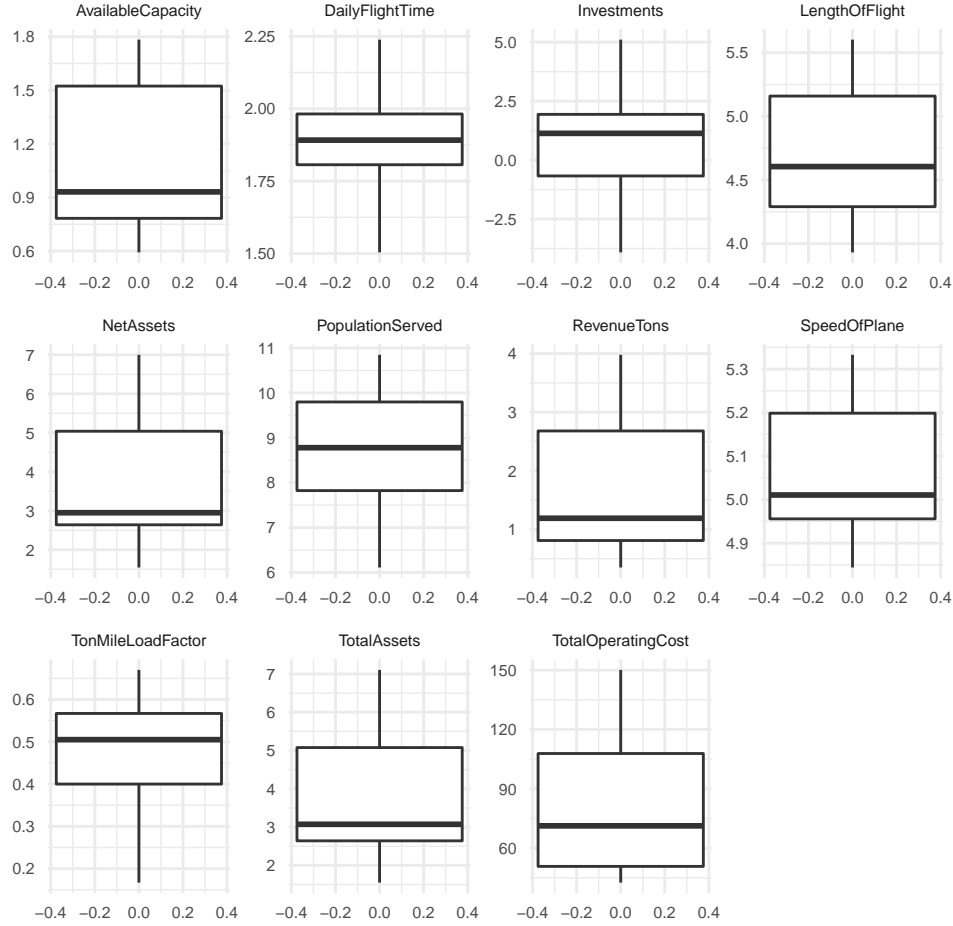 AvailableCapacity DailyFlightTime Investments LengthOfFlight
1.8 2.25 5.0 5.5
1.5 2.00 2.5 5.0
1.2 1.75 0.0 4.5
0.9 1.50 −2.5 4.0
0.6
−0.4 −0.2 0.0 0.2 0.4 −0.4 −0.2 0.0 0.2 0.4 −0.4 −0.2 0.0 0.2 0.4 −0.4 −0.2 0.0 0.2 0.4
NetAssets PopulationServed RevenueTons SpeedOfPlane
7 11 4 5.3
6 10 3 5.2
5 9 2 5.1
4 8 1 5.0
3 7 4.9
2 6
−0.4 −0.2 0.0 0.2 0.4 −0.4 −0.2 0.0 0.2 0.4 −0.4 −0.2 0.0 0.2 0.4 −0.4 −0.2 0.0 0.2 0.4
TonMileLoadFactor TotalAssets TotalOperatingCost
0.6 7 150
0.5 6 120
0.4 5 90
0.3 4 60
0.2 3
2
−0.4 −0.2 0.0 0.2 0.4 −0.4 −0.2 0.0 0.2 0.4 −0.4 −0.2 0.0 0.2 0.4